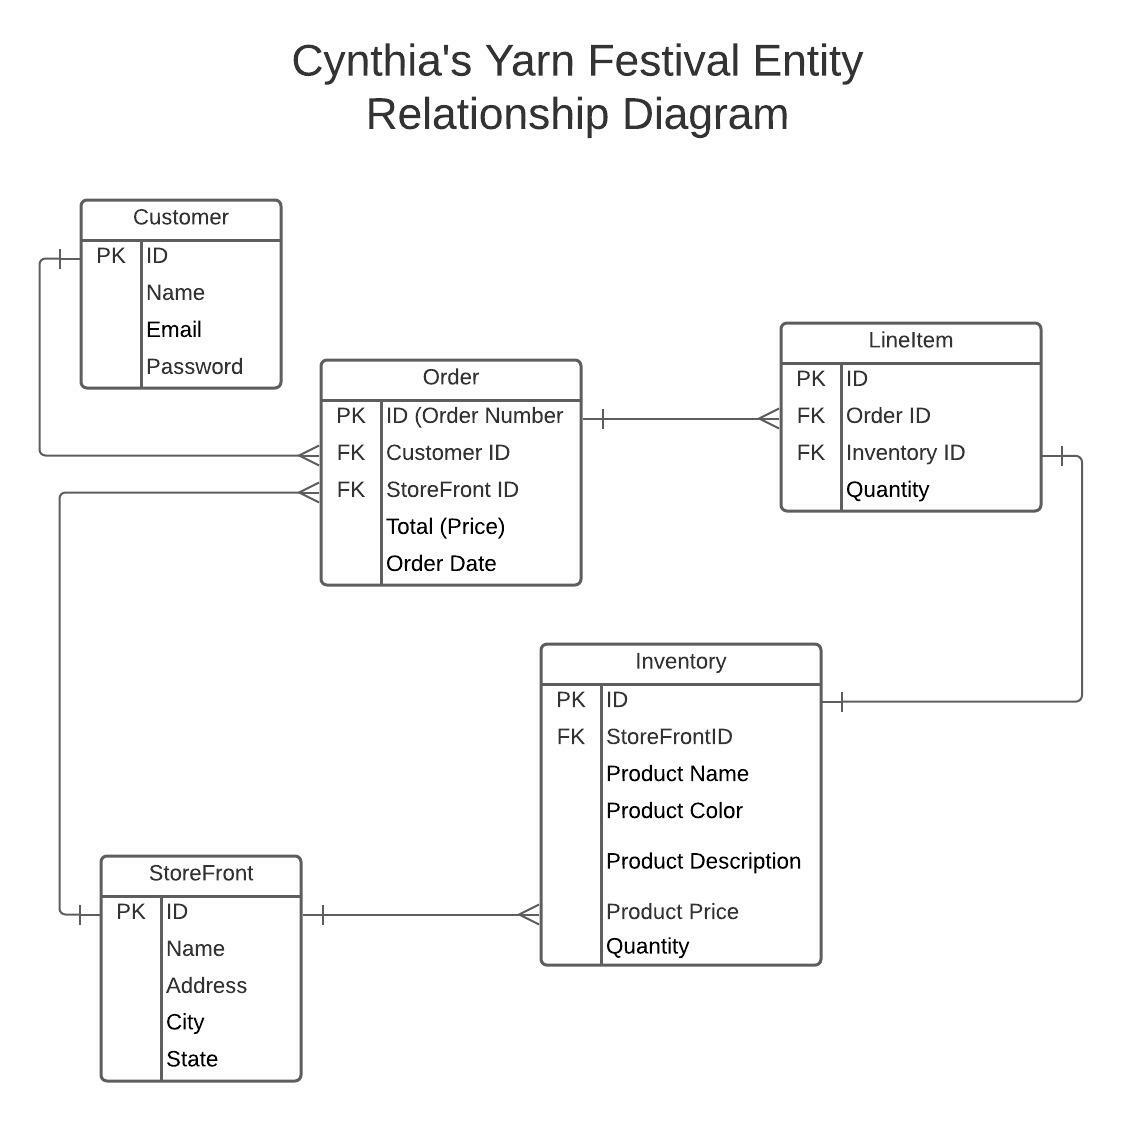 Cynthia's Yarn Festival Entity
Relationship Diagram
Customer
PK ID
Name
Email
Password
Order
PK ID (Order Number
FK Customer ID
FK StoreFront ID
Total (Price)
Order Date
LineItem
PK ID
FK Order ID
FK Inventory ID
Quantity
Inventory
PK ID
FK StoreFrontID
Product Name
Product Color
Product Description
Product Price
Quantity
StoreFront
PK ID
Name
Address
City
State